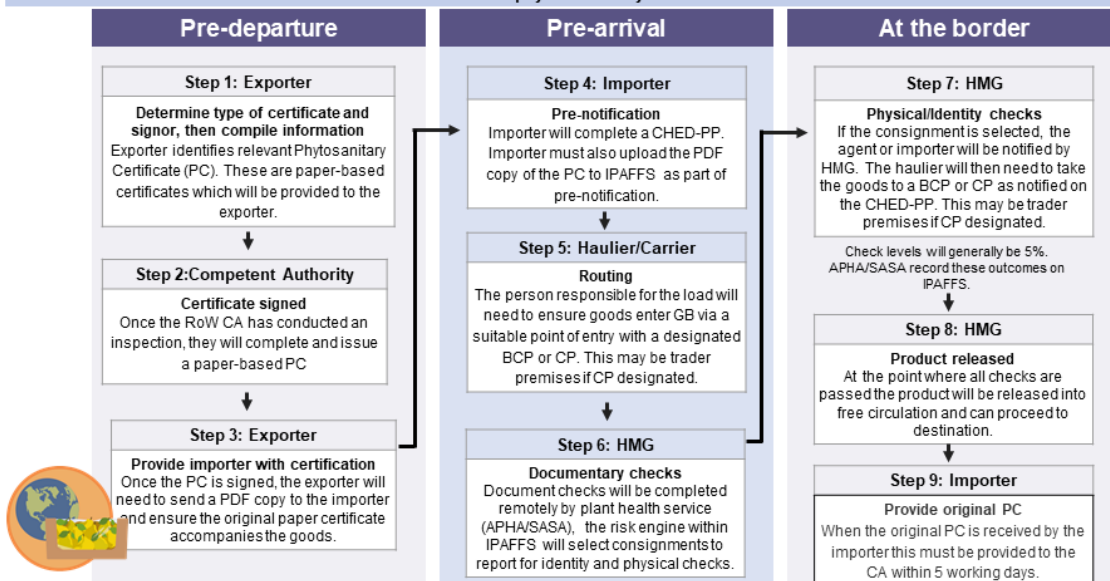 Pre-departure
Step 1: Exporter
Determine type of certificate and
signor, then compile information
Exporter identifies relevant Phytosanitary
Certificate (PC). These are paper-based
certificates which will be provided to the
exporter.
Step 2:Competent Authority
Certificate signed
Once the RoW CA has conducted an
inspection, they will complete and issue
a paper-based PC
Step 3: Exporter
Provide importer with certification
Once the PC is signed, the exporter will
need to send a PDF copy to the importer
and ensure the original paper certificate
accompanies the goods.
Pre-arrival
Step 4: Importer
Pre-notification
Importer will complete a CHED-PP.
Importer must also upload the PDF
copy of the PC to IPAFFS as part of
pre-notification.
Step 5: Haulier/Carrier
Routing
The person responsible for the load will
need to ensure goods enter GB via a
suitable point of entry with a designated
BCP or CP. This may be trader
premises if CP designated.
Step 6: HMG
Documentary checks
Document checks will be completed
remotely by plant health service
(APHA/SASA), the risk engine within
IPAFFS will select consignments to
report for identity and physical checks.
At the border
Step 7: HMG
Physical/Identity checks
If the consignment is selected, the
agent or importer will be notified by
HMG. The haulier will then need to take
the goods to a BCP or CP as notified on
the CHED-PP. This may be trader
premises if CP designated.
Check levels will generally be 5%.
APHA/SASA record these outcomes on
IPAFFS.
Step 8: HMG
Product released
At the point where all checks are
passed the product will be released into
free circulation and can proceed to
destination.
Step 9: Importer
Provide original PC
When the original PC is received by the
importer this must be provided to the
CA within 5 working days.